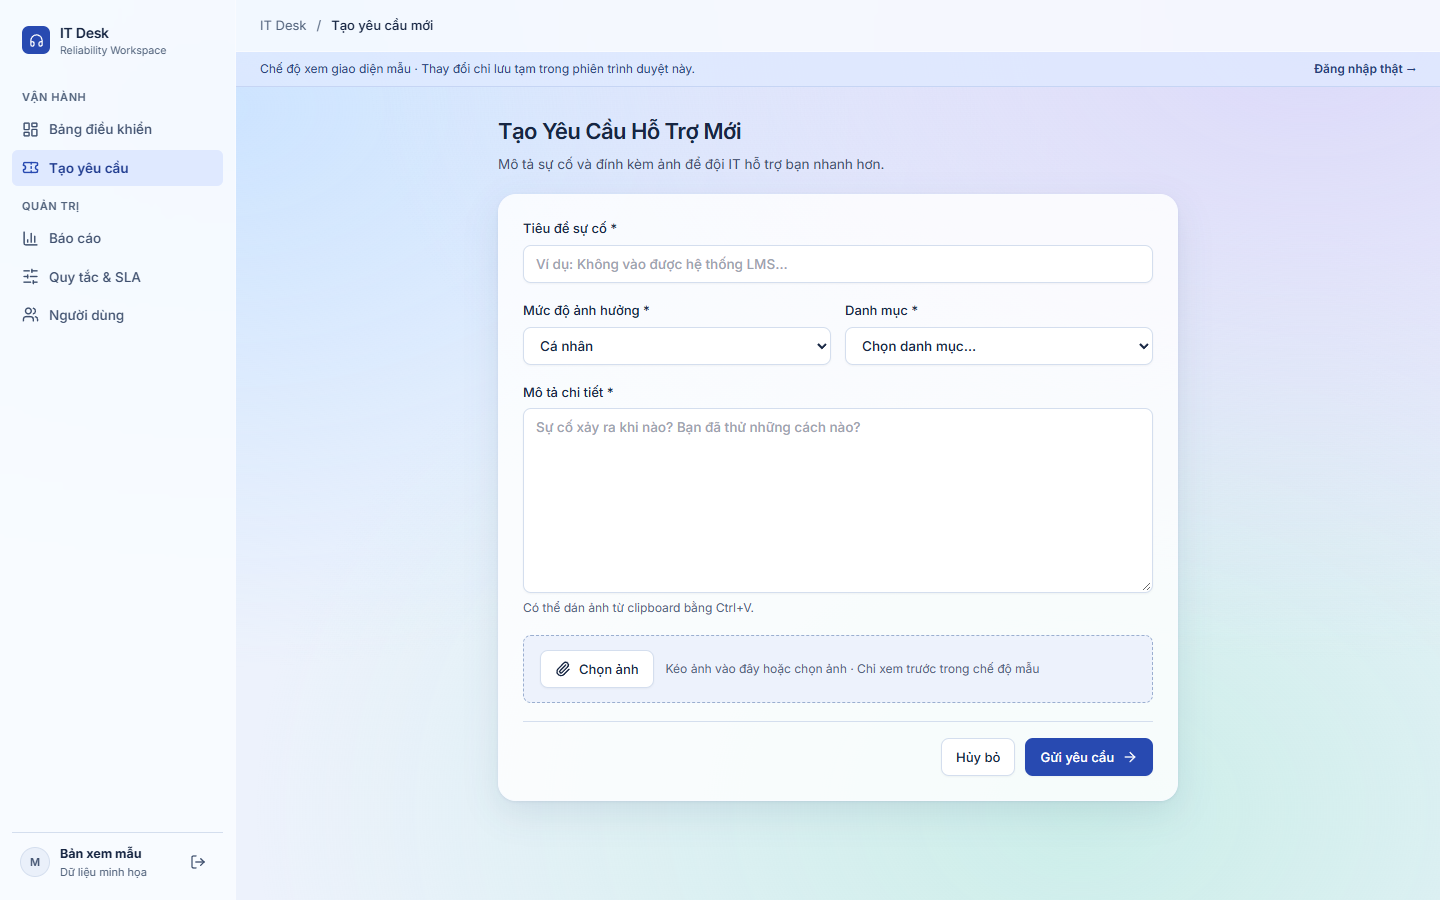 IT Desk
Reliability Workspace
VẬN HÀNH
Bảng điều khiển
Tạo yêu cầu
QUẢN TRỊ
Báo cáo
Quy tắc & SLA
Người dùng
M
Bản xem mẫu
Dữ liệu minh họa
IT Desk / Tạo yêu cầu mới
Chế độ xem giao diện mẫu · Thay đổi chỉ lưu tạm trong phiên trình duyệt này.
Đăng nhập thật →
Tạo Yêu Cầu Hỗ Trợ Mới
Mô tả sự cố và đính kèm ảnh để đội IT hỗ trợ bạn nhanh hơn.
Tiêu đề sự cố *
Ví dụ: Không vào được hệ thống LMS...
Mức độ ảnh hưởng *
Danh mục *
Cá nhân
Chọn danh mục...
Mô tả chi tiết *
Sự cố xảy ra khi nào? Bạn đã thử những cách nào?
Có thể dán ảnh từ clipboard bằng Ctrl+V.
Chọn ảnh
Kéo ảnh vào đây hoặc chọn ảnh · Chỉ xem trước trong chế độ mẫu
Hủy bỏ
Gửi yêu cầu →